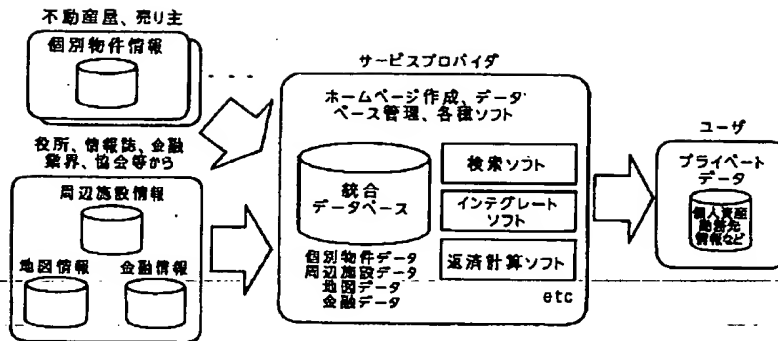 不動産屋、売り主
個別物件情報
役所、情報誌、金融
業界、協会等から
周辺施設情報
地図情報
金融情報
サービスプロバイダ
ホームページ作成、データ
ベース管理、各種ソフト
統合
データベース
個別物件データ
周辺施設データ
地図データ
金融データ
検索ソフト
インテグレート
ソフト
返済計算ソフト
etc
ユーザ
プライベート
データ
個人資産
勤務先
情報など